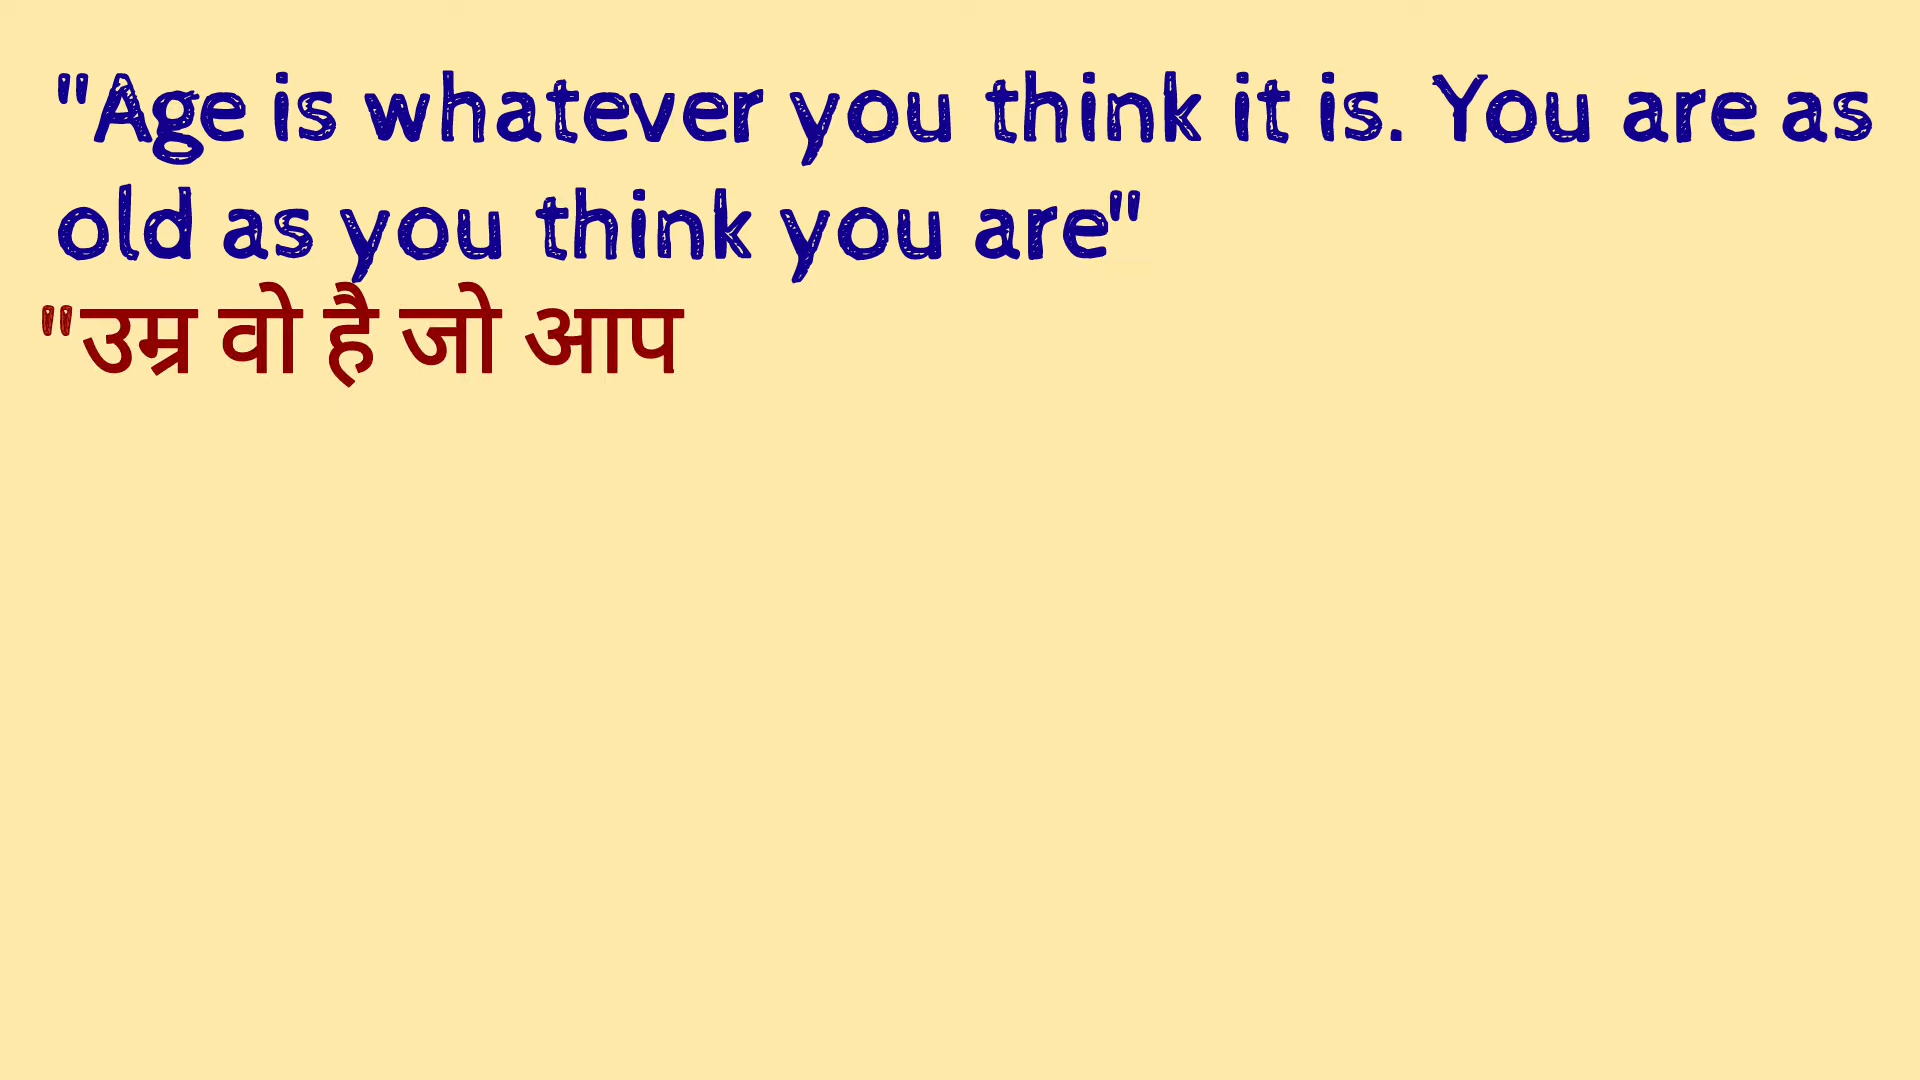 "Age is whatever you think it is. You are as
old as you think you are"
"उम्र वो है जो आप